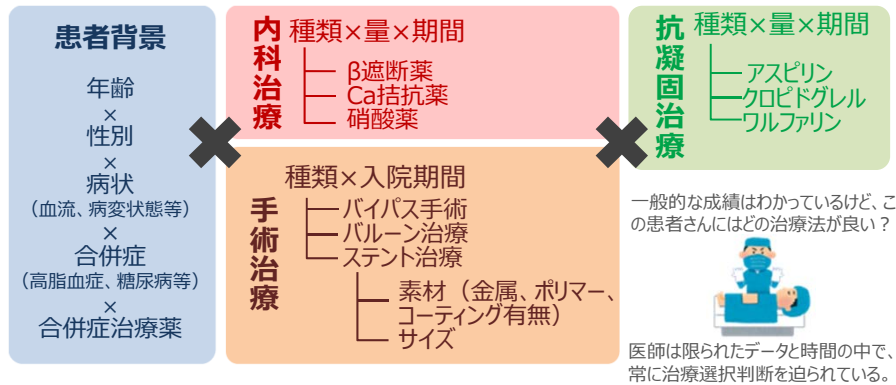 患者背景
年齢
×
性別
×
病状
（血流、病変状態等）
×
合併症
（高脂血症、糖尿病等）
×
合併症治療薬
内科治療
種類×量×期間
β遮断薬
Ca拮抗薬
硝酸薬
手術治療
種類×入院期間
バイパス手術
バルーン治療
ステント治療
素材（金属、ポリマー、
コーティング有無）
サイズ
抗凝固治療
種類×量×期間
アスピリン
クロピドグレル
ワルファリン
一般的な成績はわかっているけど、こ
の患者さんにはどの治療法が良い？
医師は限られたデータと時間の中で、
常に治療選択判断を迫られている。